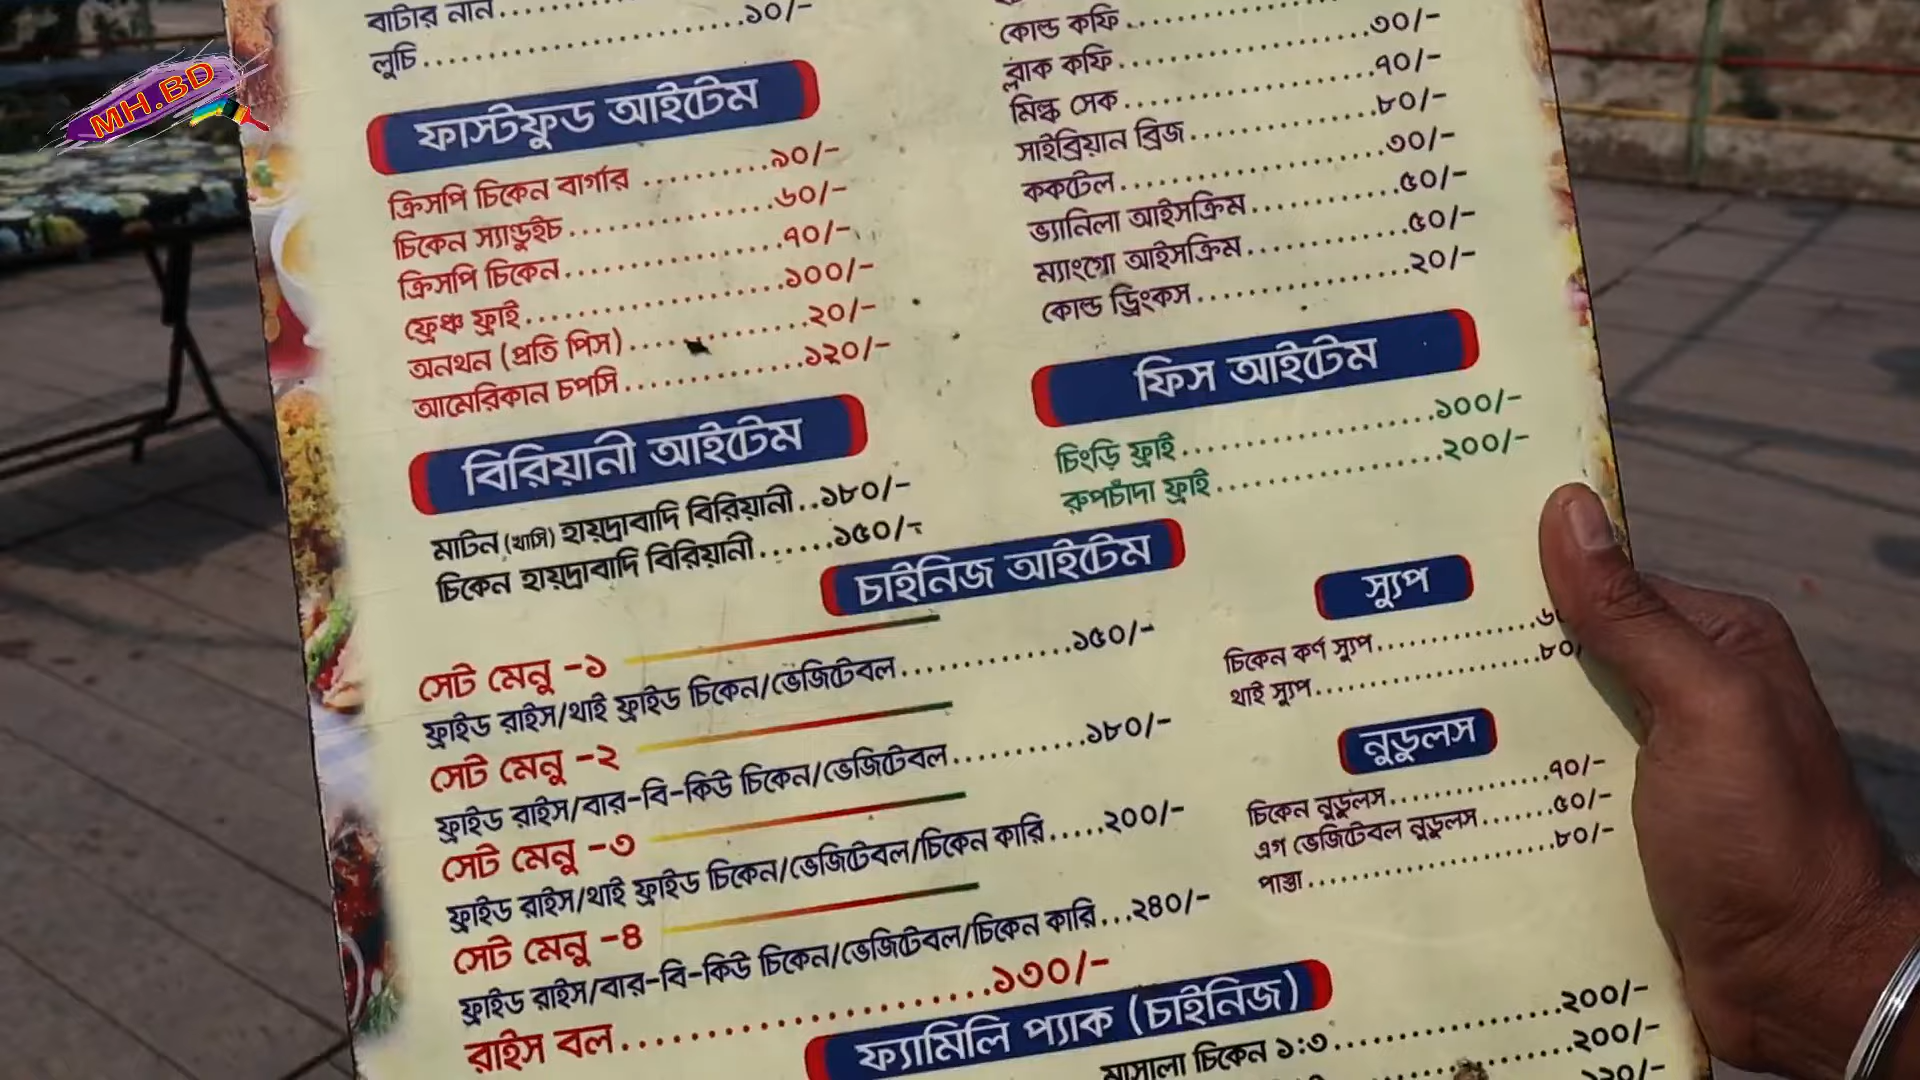 MH.BD
বাটার নান
লুচি ১০/-
ফাস্টফুড আইটেম
ক্রিসপি চিকেন বার্গার ৯০/-
চিকেন স্যান্ডুইচ ৬০/-
ক্রিসপি চিকেন ৭০/-
ফ্রেঞ্চ ফ্রাই ১০০/-
অনথন (প্রতি পিস) ২০/-
আমেরিকান চপসি ১২০/-
বিরিয়ানী আইটেম
মাটন (খাসি) হায়দ্রাবাদি বিরিয়ানী..১৮০/-
চিকেন হায়দ্রাবাদি বিরিয়ানী......১৫০/-
কোল্ড কফি
ব্লাক কফি ৩০/-
মিল্ক সেক ৭০/-
সাইব্রিয়ান ব্রিজ ৮০/-
ককটেল ৩০/-
ভ্যানিলা আইসক্রিম ৫০/-
ম্যাংগো আইসক্রিম ৫০/-
কোল্ড ড্রিংকস ২০/-
ফিস আইটেম
চিংড়ি ফ্রাই ১০০/-
রুপচাঁদা ফ্রাই ২০০/-
চাইনিজ আইটেম
সেট মেনু -১
ফ্রাইড রাইস/থাই ফ্রাইড চিকেন/ভেজিটেবল ১৫০/-
সেট মেনু -২
ফ্রাইড রাইস/বার-বি-কিউ চিকেন/ভেজিটেবল ১৮০/-
সেট মেনু -৩
ফ্রাইড রাইস/থাই ফ্রাইড চিকেন/ভেজিটেবল/চিকেন কারি.....২০০/-
সেট মেনু -৪
ফ্রাইড রাইস/বার-বি-কিউ চিকেন/ভেজিটেবল/চিকেন কারি...২৪০/-
রাইস বল ১৩০/-
স্যুপ
চিকেন কর্ণ স্যুপ
থাই স্যুপ ৮০
নুডুলস
চিকেন নুডুলস ৭০/-
এগ ভেজিটেবল নুডুলস ৫০/-
পাস্তা ৮০/-
ফ্যামিলি প্যাক (চাইনিজ)
মাসালা চিকেন ১:৩ ২০০/-
২০০/-